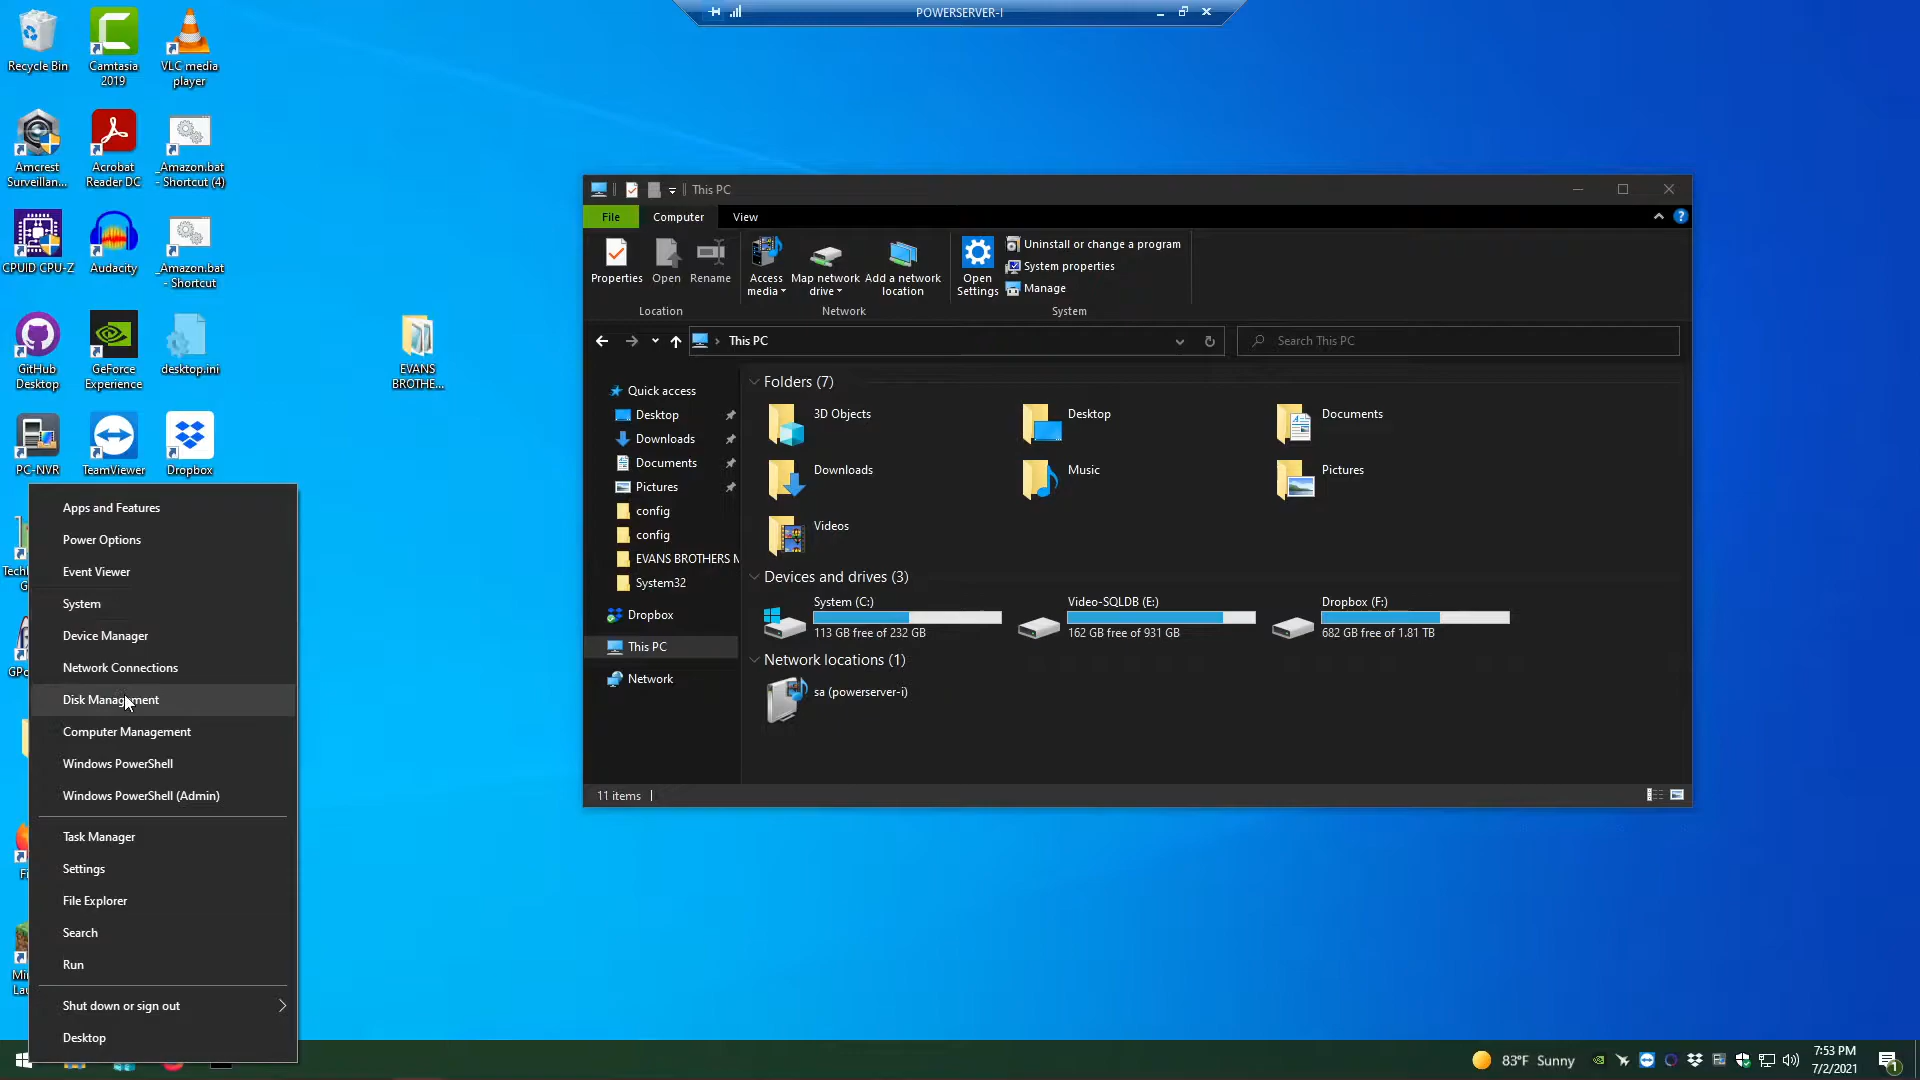 POWERSERVER-I
Recycle Bin
Camtasia
2019
VLC media
player
Amcrest
Surveillan...
Acrobat
Reader DC
_Amazon.bat
- Shortcut (4)
CPUID CPU-Z
Audacity
_Amazon.bat
- Shortcut
GitHub
Desktop
GeForce
Experience
desktop.ini
EVANS
BROTHE...
PC-NVR
TeamViewer
Dropbox
Apps and Features
Power Options
Event Viewer
System
Device Manager
Network Connections
Disk Management
Computer Management
Windows PowerShell
Windows PowerShell (Admin)
Task Manager
Settings
File Explorer
Search
Run
Shut down or sign out
Desktop
This PC
File
Computer
View
Properties
Open
Rename
Location
Access
media
Map network
drive
Add a network
location
Network
Open
Settings
Uninstall or change a program
System properties
Manage
System
This PC
Search This PC
Quick access
Desktop
Downloads
Documents
Pictures
config
config
EVANS BROTHERS M
System32
Dropbox
This PC
Network
Folders (7)
3D Objects
Desktop
Documents
Downloads
Music
Pictures
Videos
Devices and drives (3)
System (C:)
113 GB free of 232 GB
Video-SQLDB (E:)
162 GB free of 931 GB
Dropbox (F:)
682 GB free of 1.81 TB
Network locations (1)
sa (powerserver-i)
11 items
83°F Sunny
7:53 PM
7/2/2021
1